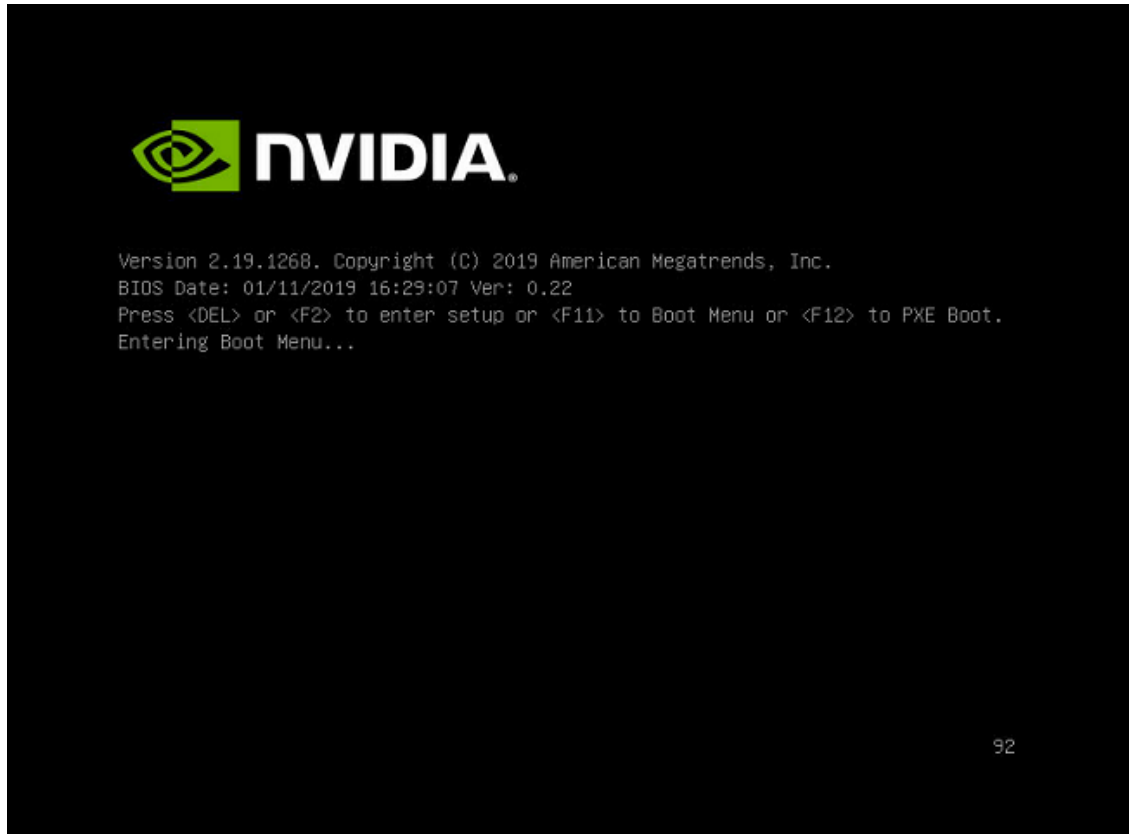 NVIDIA.
Version 2.19.1268. Copyright (C) 2019 American Megatrends, Inc.
BIOS Date: 01/11/2019 16:29:07 Ver: 0.22
Press <DEL> or <F2> to enter setup or <F11> to Boot Menu or <F12> to PXE Boot.
Entering Boot Menu...
92